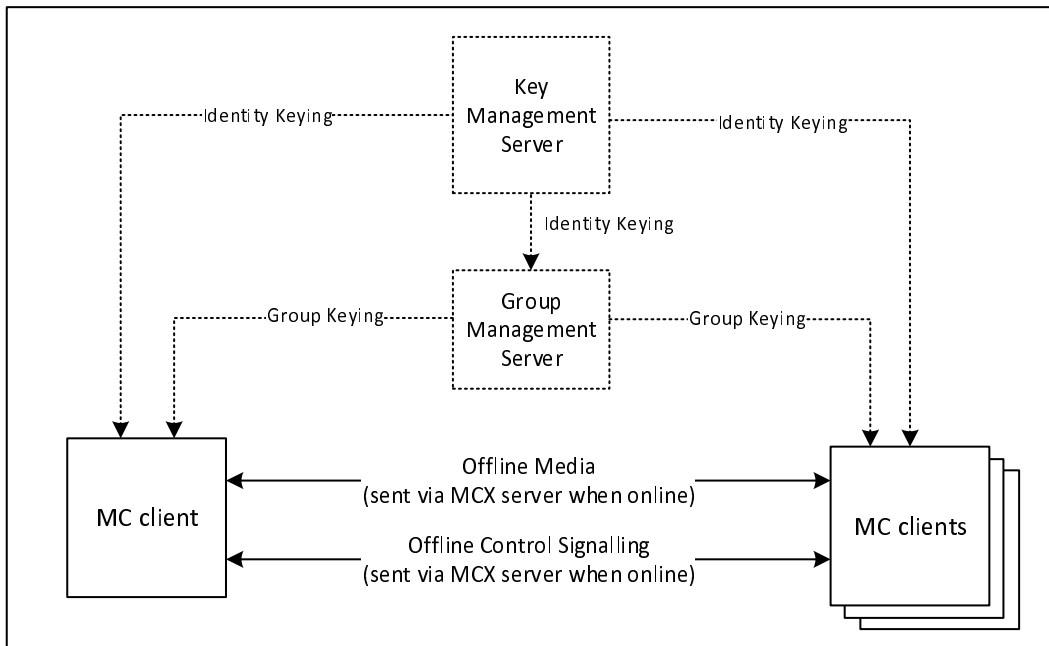 Key
Management
Server
Identity Keying
Identity Keying
Identity Keying
Group
Management
Server
Group Keying
Group Keying
Offline Media
(sent via MCX server when online)
MC client
MC clients
Offline Control Signalling
(sent via MCX server when online)